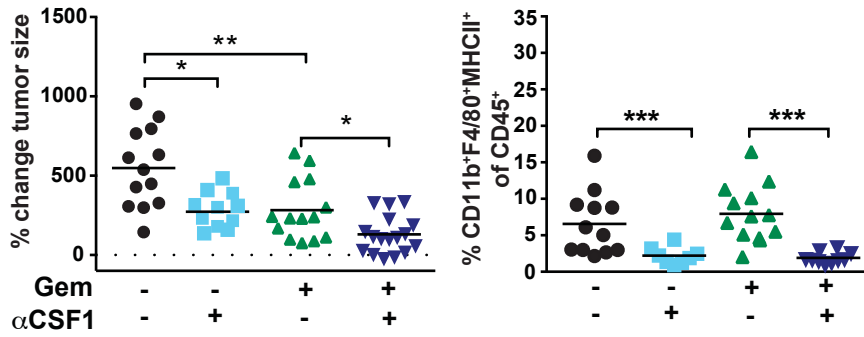 % change tumor size
1500
1000
500
0
**
*
*
Gem - - + +
αCSF1 - + - +
% CD11b⁺F4/80⁺MHCII⁺
of CD45⁺
35
30
25
20
15
10
5
0
***
***
- - + +
- + - +